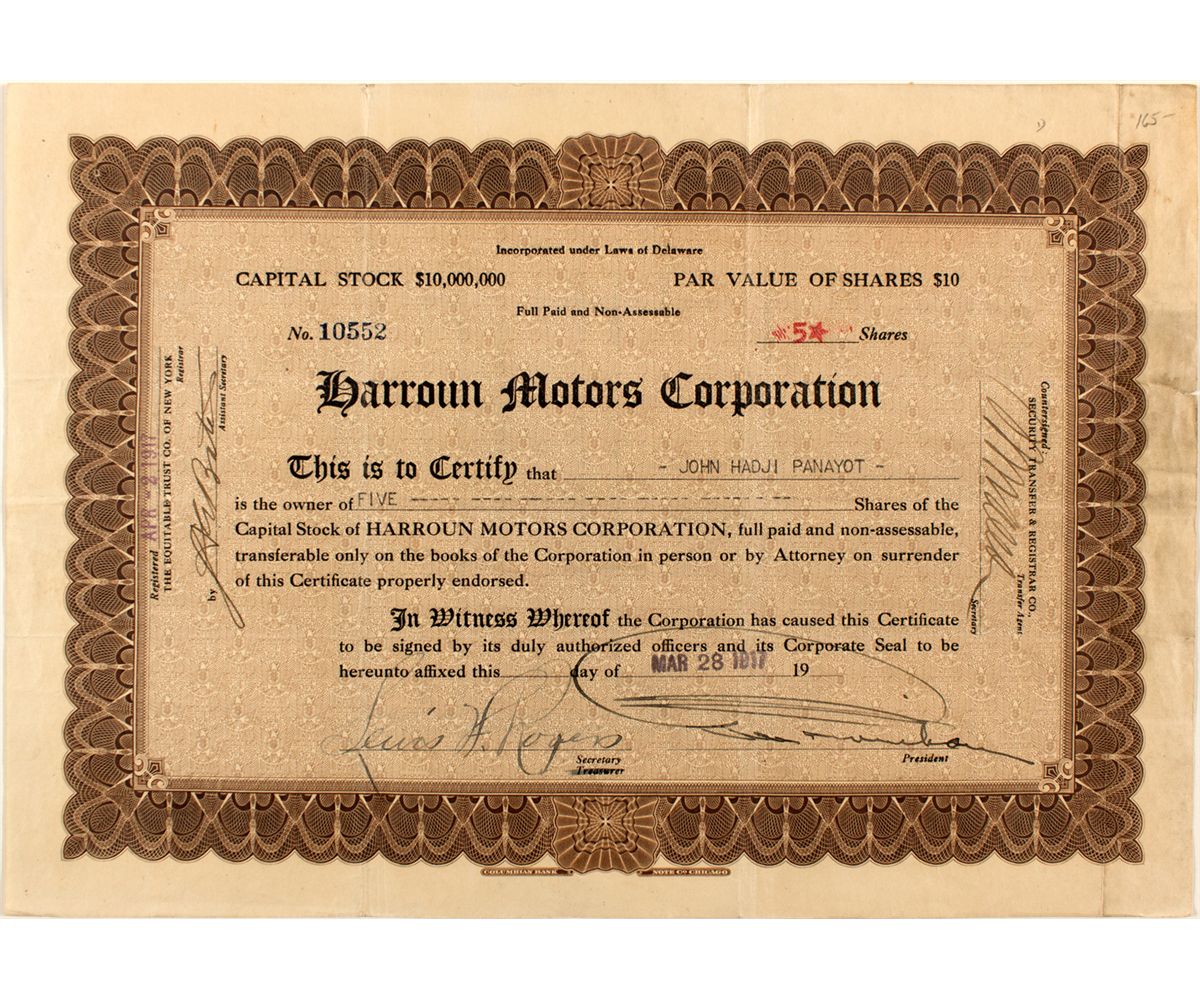 165-
Incorporated under Laws of Delaware
CAPITAL STOCK $10,000,000 PAR VALUE OF SHARES $10
Full Paid and Non-Assessable
No. 10552 5★ Shares
Harroun Motors Corporation
This is to Certify that - JOHN HADJI PANAYOT -
is the owner of FIVE Shares of the
Capital Stock of HARROUN MOTORS CORPORATION, full paid and non-assessable,
transferable only on the books of the Corporation in person or by Attorney on surrender
of this Certificate properly endorsed.
In Witness Whereof the Corporation has caused this Certificate
to be signed by its duly authorized officers and its Corporate Seal to be
hereunto affixed this day of MAR 28 1917 19
Lewis H. Rogers
Secretary
Treasurer
President
Registered APR -2 1917
THE EQUITABLE TRUST CO. OF NEW YORK
Registrar
by
Assistant Secretary
Countersigned
SECURITY TRANSFER & REGISTRAR CO.,
Transfer Agent
Secretary
COLUMBIAN BANK NOTE CO CHICAGO